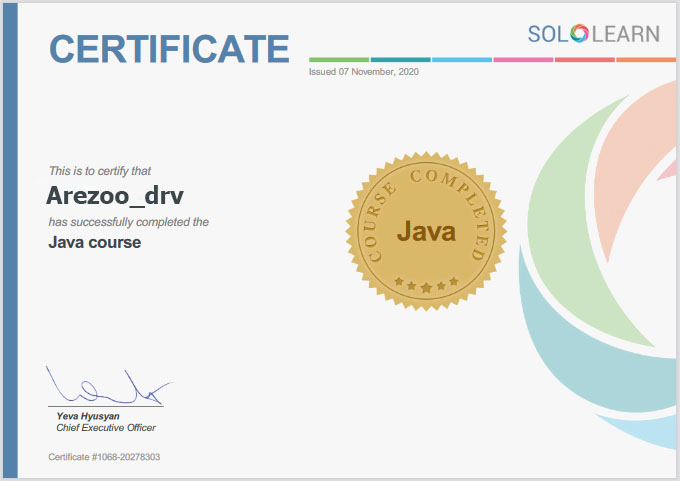 CERTIFICATE
SOLOLEARN
Issued 07 November, 2020
This is to certify that
Arezoo_drv
has successfully completed the
Java course
COURSE COMPLETED
Java
Yeva Hyusyan
Chief Executive Officer
Certificate #1068-20278303